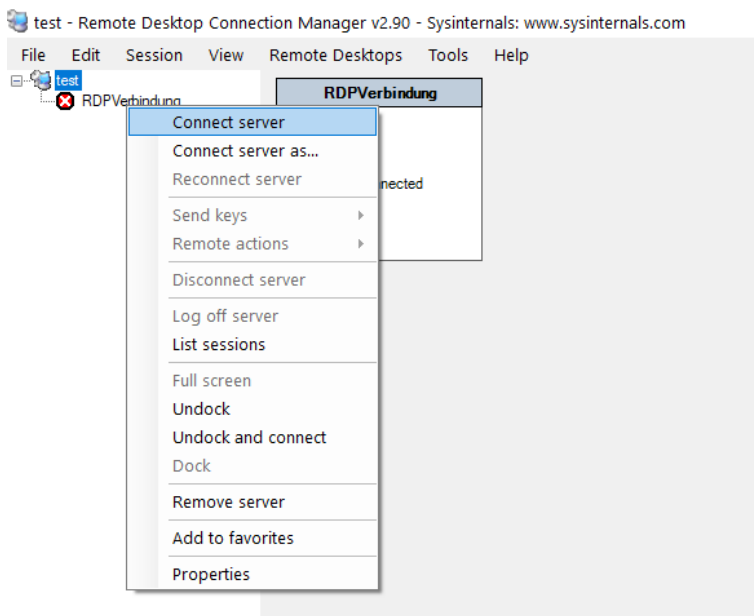 test - Remote Desktop Connection Manager v2.90 - Sysinternals: www.sysinternals.com
File Edit Session View Remote Desktops Tools Help
test
RDPVerbindung
RDPVerbindung
nected
Connect server
Connect server as...
Reconnect server
Send keys
Remote actions
Disconnect server
Log off server
List sessions
Full screen
Undock
Undock and connect
Dock
Remove server
Add to favorites
Properties